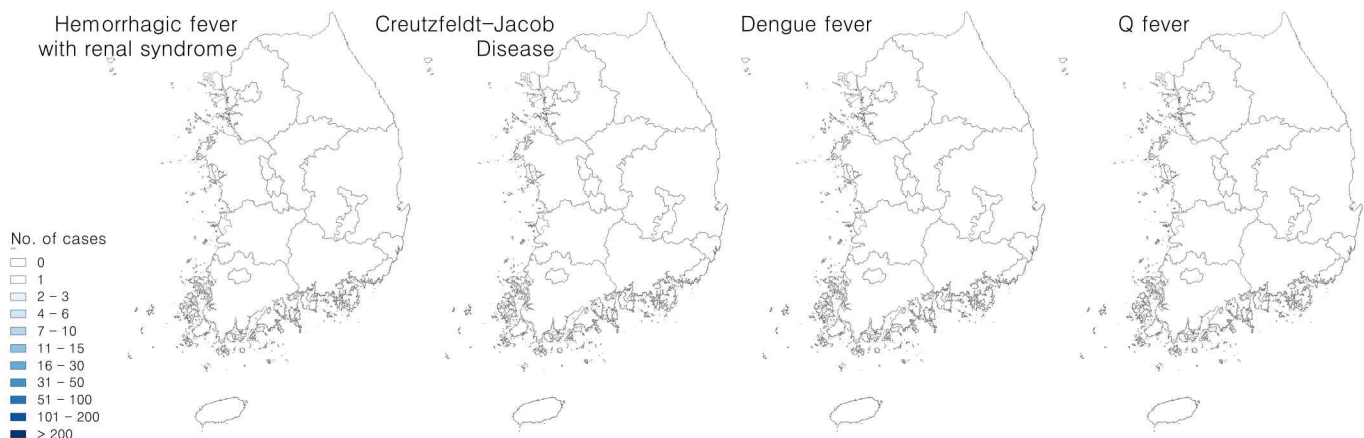 Hemorrhagic fever
with renal syndrome
Creutzfeldt-Jacob
Disease
Dengue fever
Q fever
No. of cases
0
1
2 - 3
4 - 6
7 - 10
11 - 15
16 - 30
31 - 50
51 - 100
101 - 200
> 200